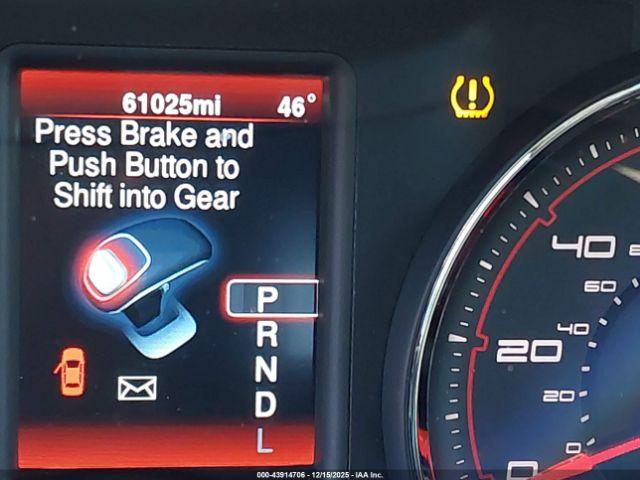 61025mi 46°
Press Brake and
Push Button to
Shift into Gear
P
R
N
D
L
40
60
40
20
20
0
0
000-43914706 - 12/15/2025 - IAA Inc.